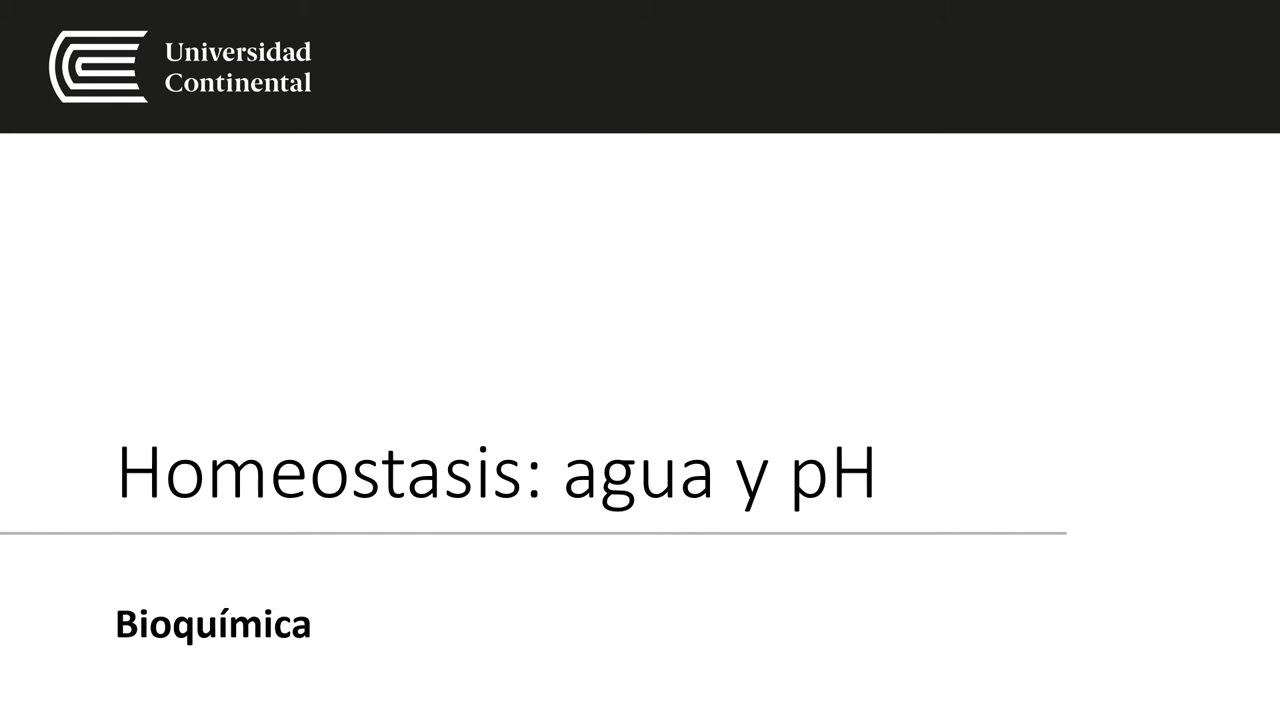 Universidad
Continental
Homeostasis: agua y pH
Bioquímica